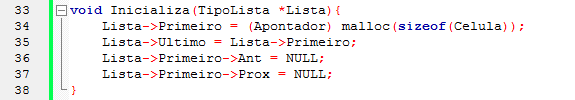 33 void Inicializa(TipoLista *Lista){
34 Lista->Primeiro = (Apontador) malloc(sizeof(Celula));
35 Lista->Ultimo = Lista->Primeiro;
36 Lista->Primeiro->Ant = NULL;
37 Lista->Primeiro->Prox = NULL;
38 }